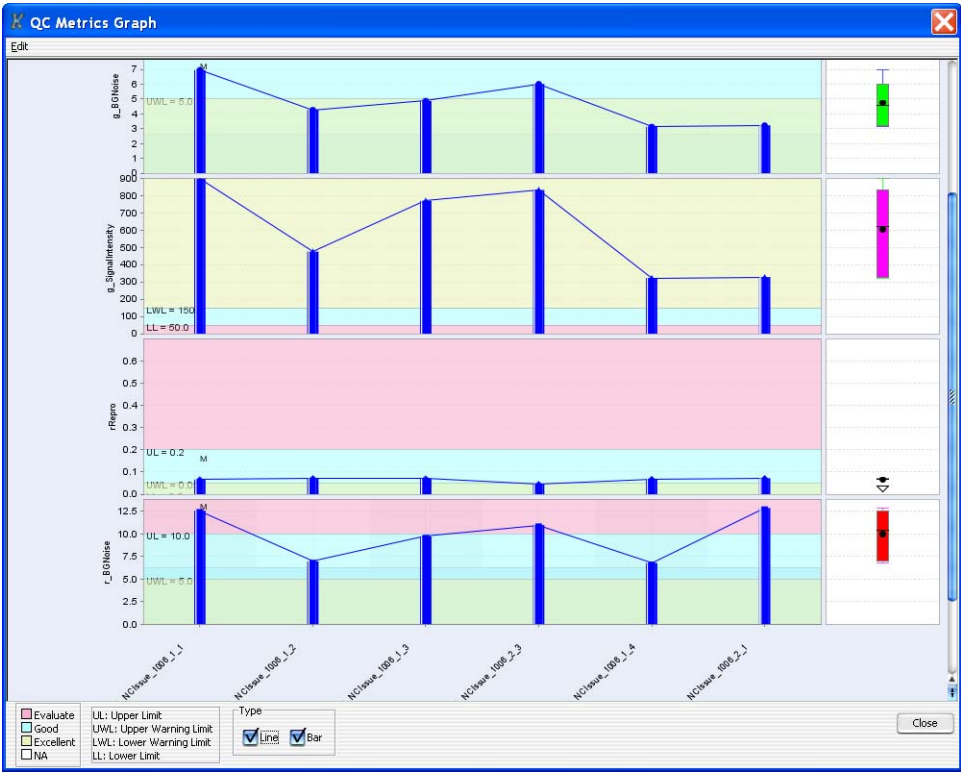 QC Metrics Graph
Edit
g_BGNoise
7
6
5
4
3
2
1
0
M
UWL = 5.0
g_SignalIntensity
900
800
700
600
500
400
300
200
100
0
LWL = 150
LL = 50.0
rRepro
0.6
0.5
0.4
0.3
0.2
0.1
0.0
UL = 0.2
M
UWL = 0.0
r_BGNoise
12.5
10.0
7.5
5.0
2.5
0.0
M
UL = 10.0
UWL = 5.0
NCIssue_1006_1_1
NCIssue_1006_1_2
NCIssue_1006_1_3
NCIssue_1006_2_3
NCIssue_1006_1_4
NCIssue_1006_2_1
Evaluate
Good
Excellent
NA
UL: Upper Limit
UWL: Upper Warning Limit
LWL: Lower Warning Limit
LL: Lower Limit
Type
Line
Bar
Close